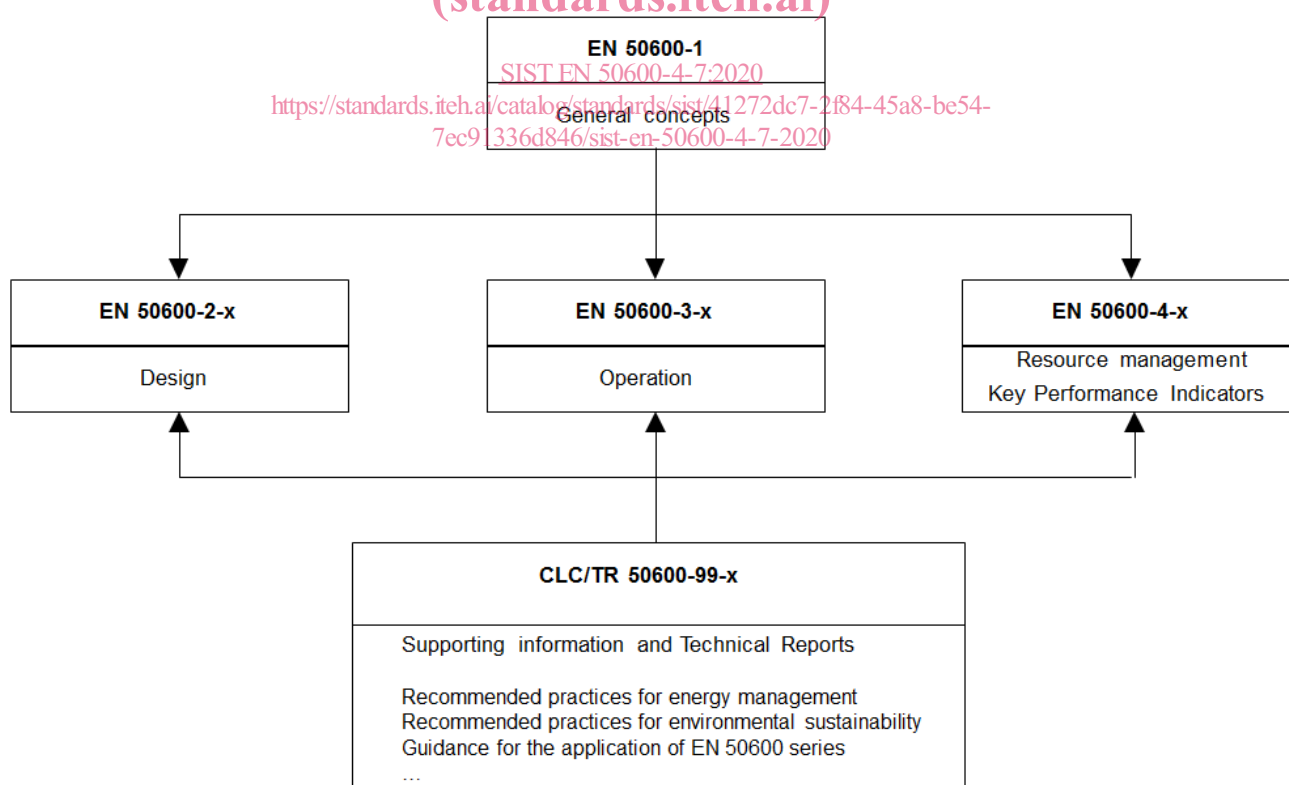 (standards.iteh.ai)
EN 50600-1
SIST EN 50600-4-7:2020
https://standards.iteh.ai/catalog/standards/sist/41272dc7-2f84-45a8-be54-
General concepts
7ec91336d846/sist-en-50600-4-7-2020
EN 50600-2-x
EN 50600-3-x
EN 50600-4-x
Design
Operation
Resource management
Key Performance Indicators
CLC/TR 50600-99-x
Supporting information and Technical Reports
Recommended practices for energy management
Recommended practices for environmental sustainability
Guidance for the application of EN 50600 series
...